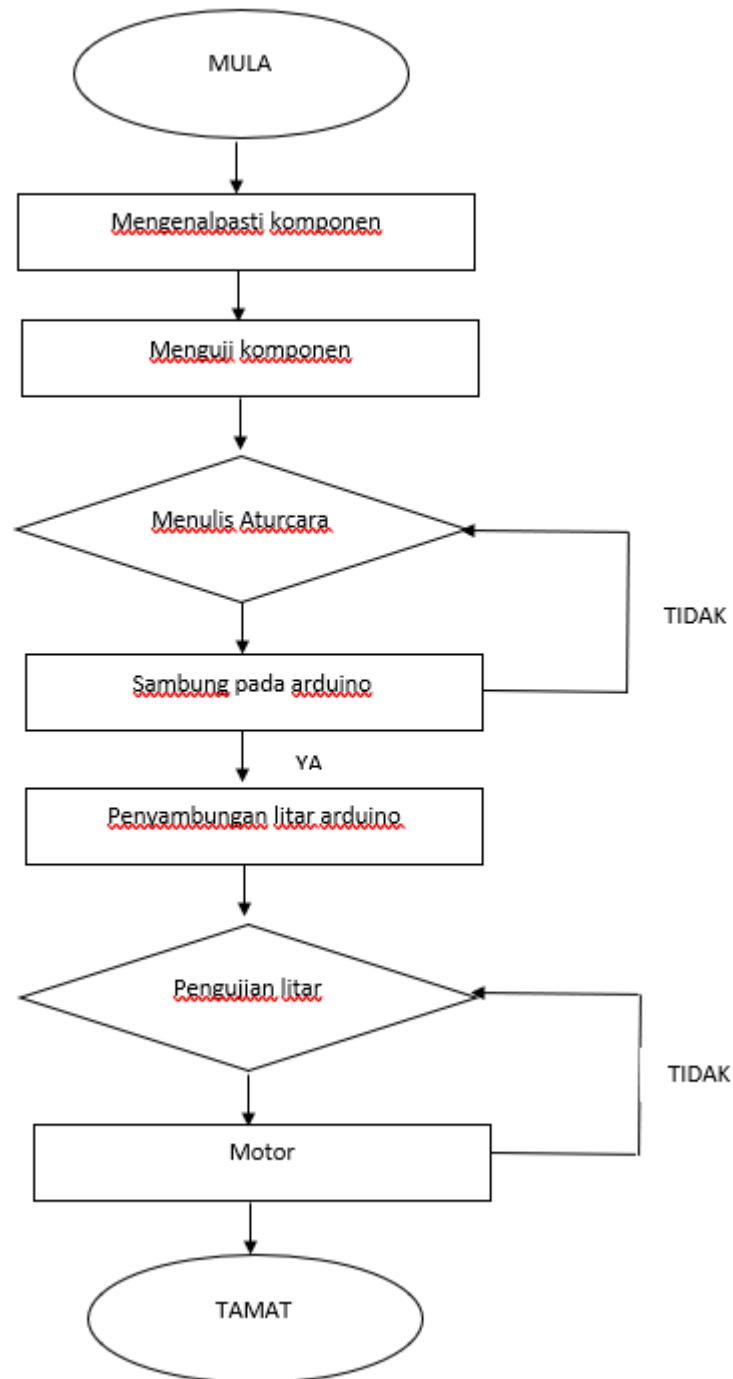 MULA
Mengenalpasti komponen
Menguji komponen
Menulis Aturcara
TIDAK
Sambung pada arduino
YA
Penyambungan litar arduino
Pengujian litar
TIDAK
Motor
TAMAT